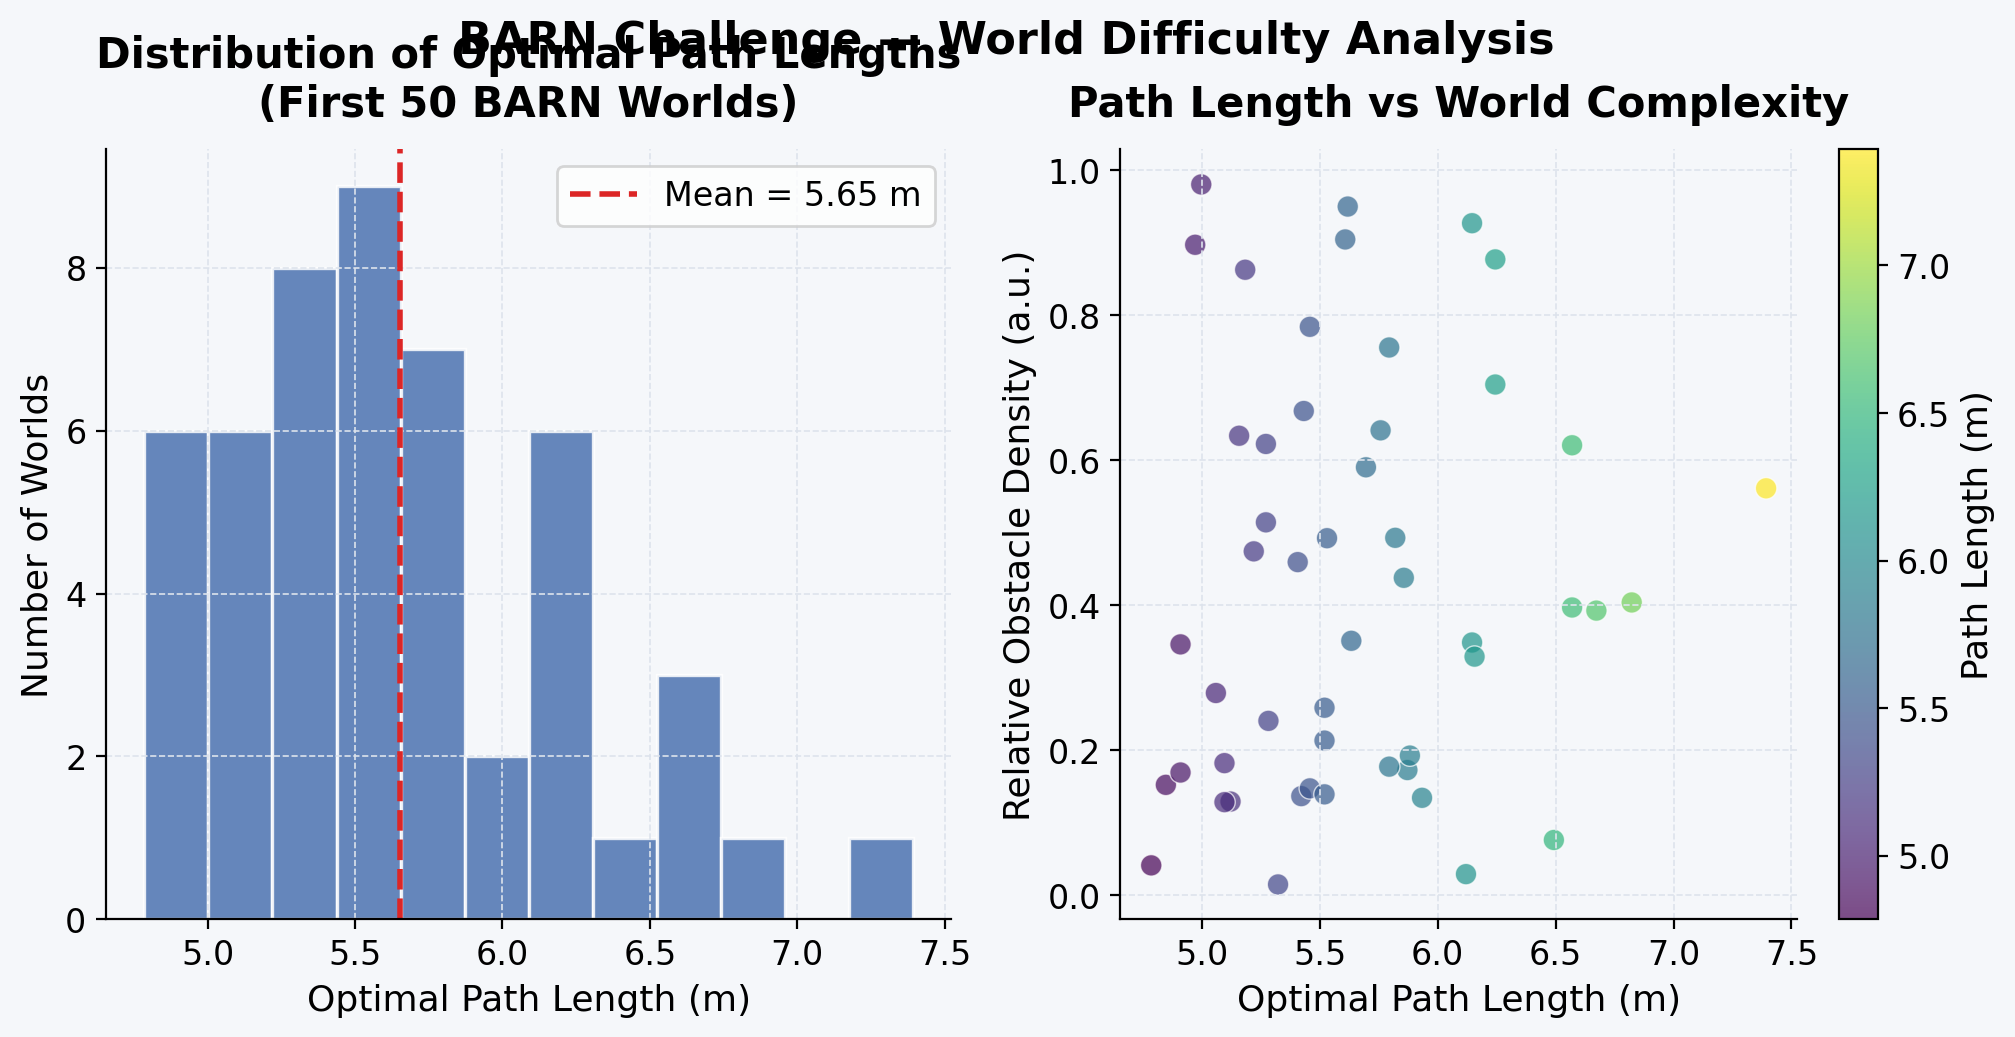 BARN Challenge — World Difficulty Analysis
Distribution of Optimal Path Lengths
(First 50 BARN Worlds)
Mean = 5.65 m
Number of Worlds
8
6
4
2
0
5.0 5.5 6.0 6.5 7.0 7.5
Optimal Path Length (m)
Path Length vs World Complexity
Relative Obstacle Density (a.u.)
1.0
0.8
0.6
0.4
0.2
0.0
5.0 5.5 6.0 6.5 7.0 7.5
Optimal Path Length (m)
7.0
6.5
6.0
5.5
5.0
Path Length (m)